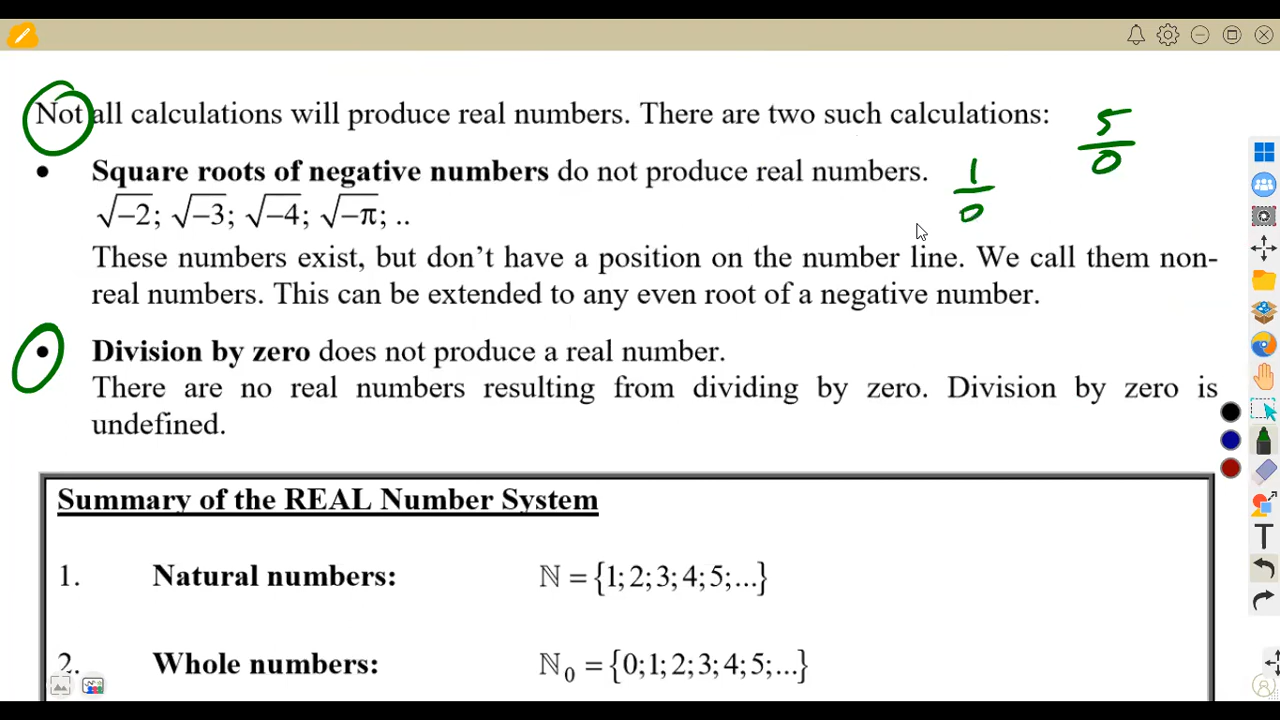 Not all calculations will produce real numbers. There are two such calculations:
5/0
• Square roots of negative numbers do not produce real numbers.
1/0
√−2; √−3; √−4; √−π; ..
These numbers exist, but don't have a position on the number line. We call them non-
real numbers. This can be extended to any even root of a negative number.
• Division by zero does not produce a real number.
There are no real numbers resulting from dividing by zero. Division by zero is
undefined.
Summary of the REAL Number System
1. Natural numbers: ℕ = {1; 2; 3; 4; 5; ...}
2. Whole numbers: ℕ₀ = {0; 1; 2; 3; 4; 5; ...}
T